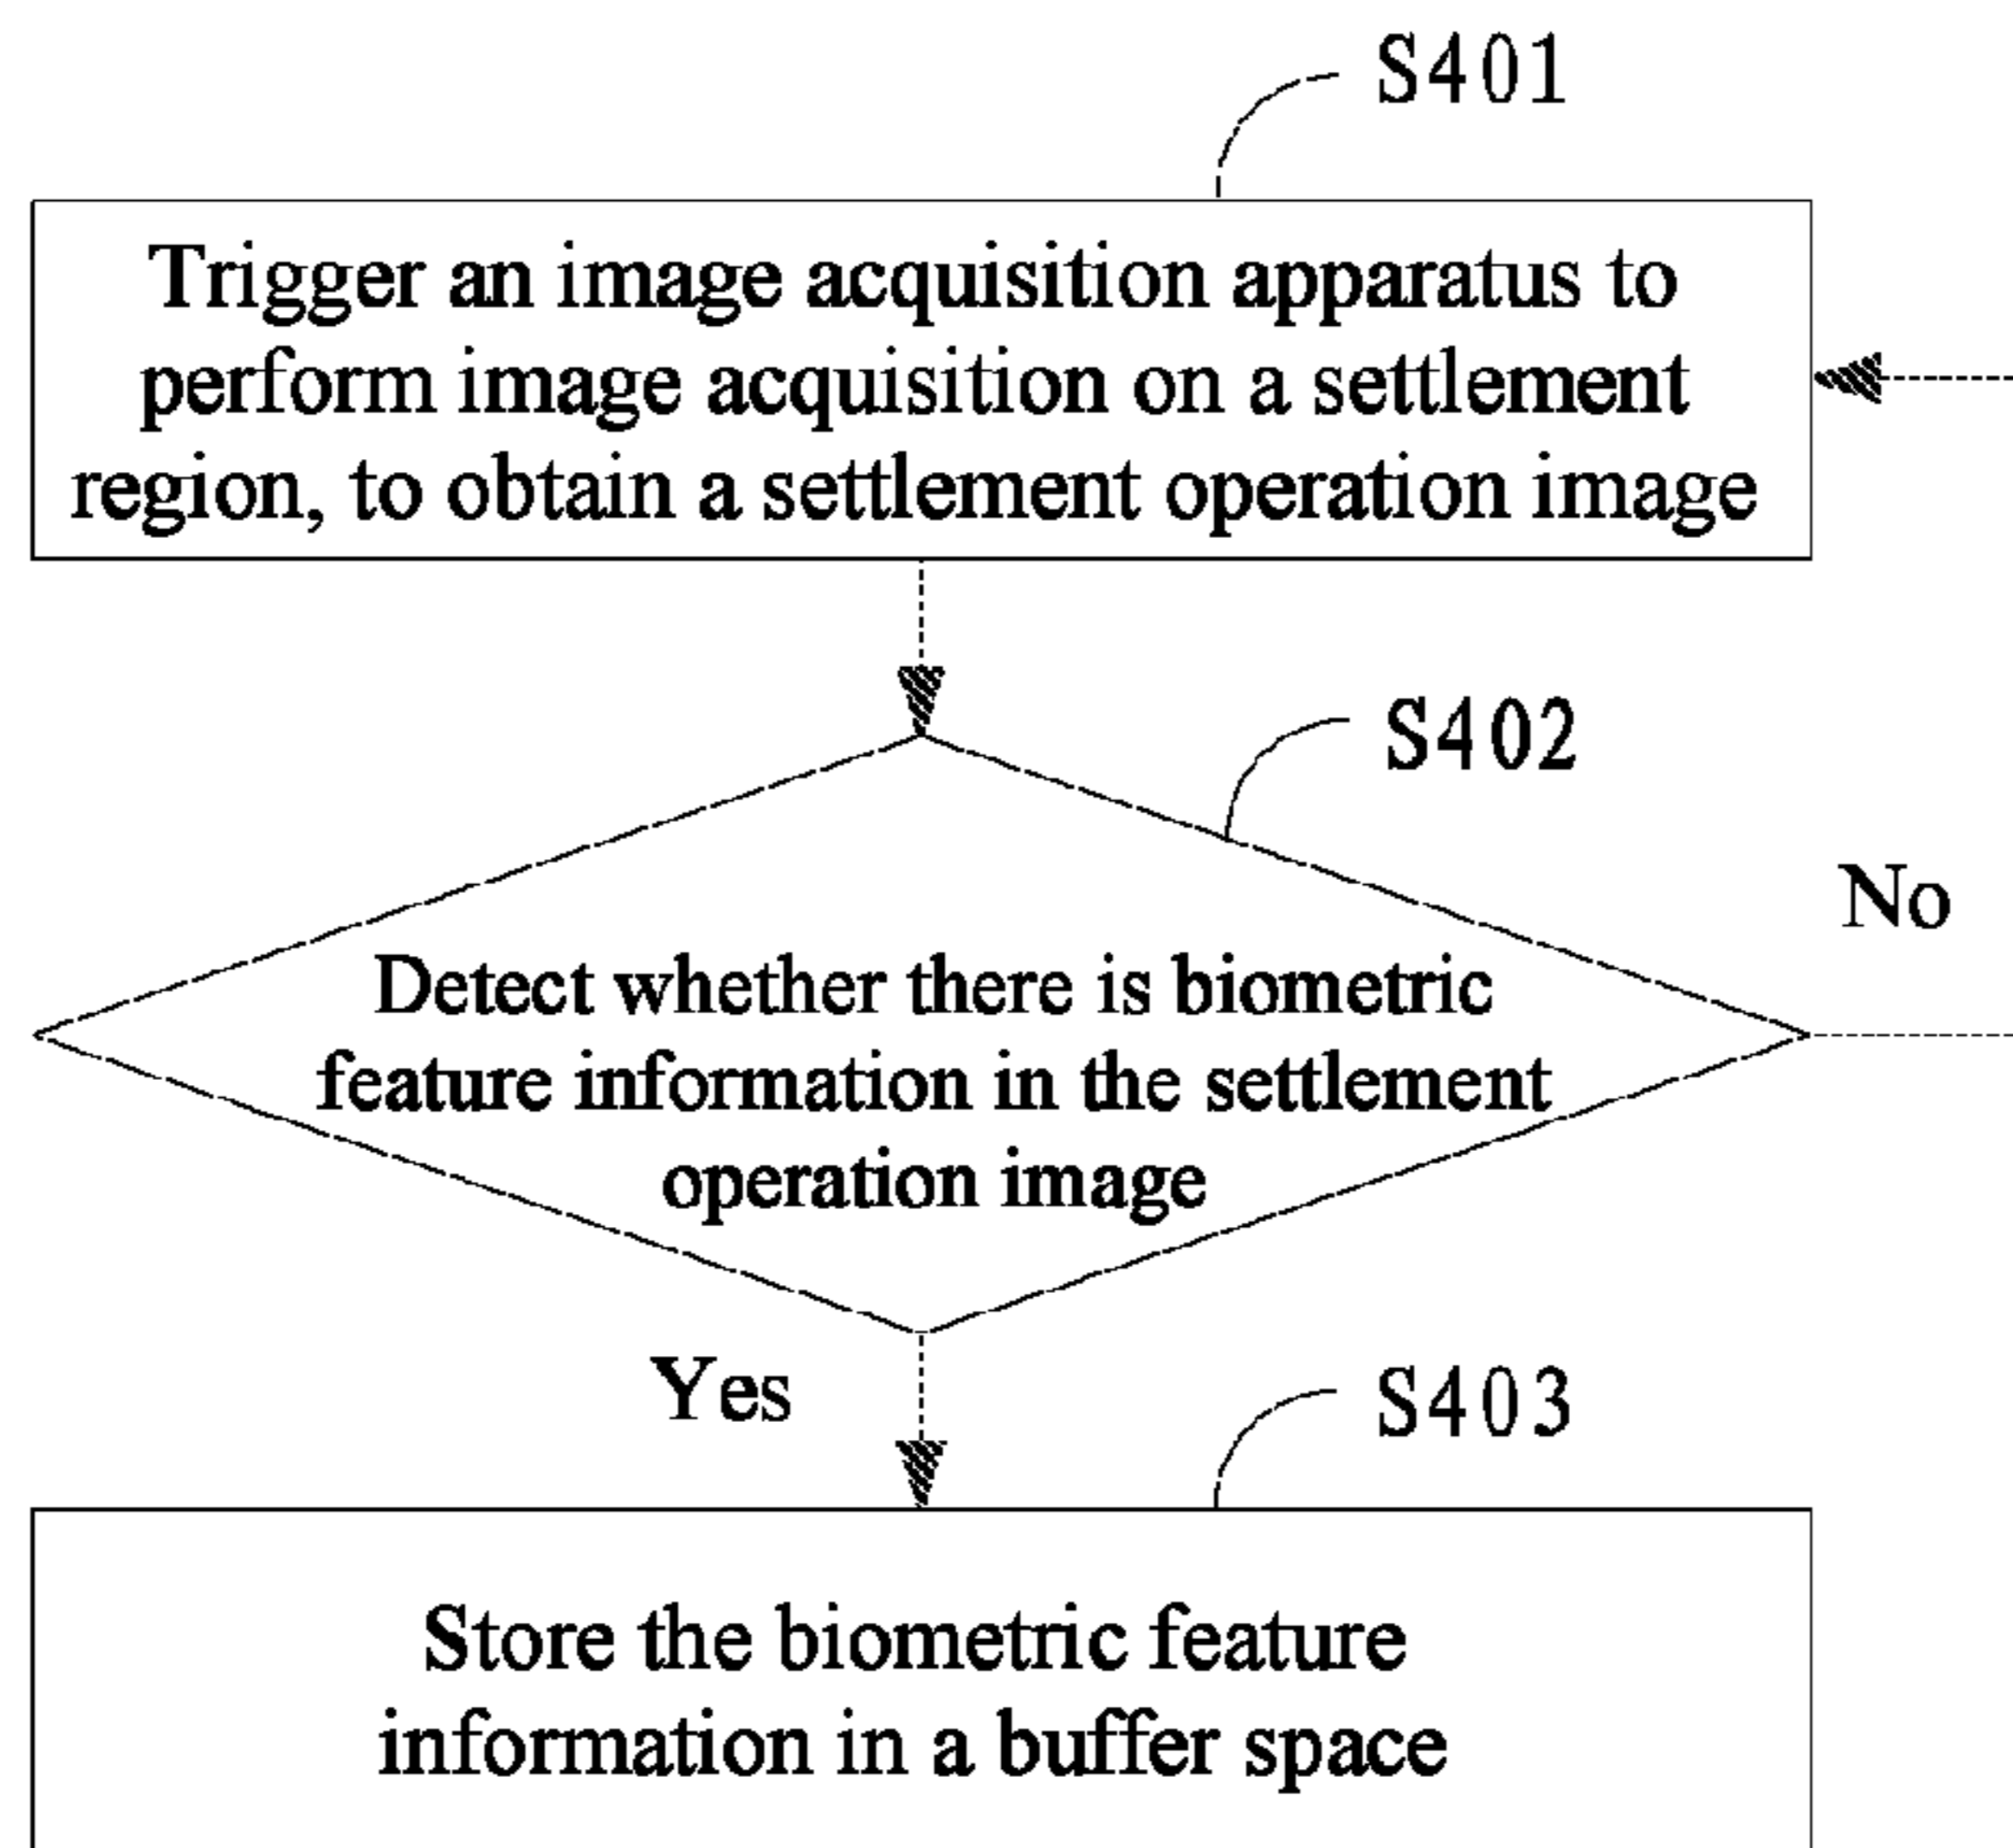 S401
Trigger an image acquisition apparatus to
perform image acquisition on a settlement
region, to obtain a settlement operation image
S402
No
Detect whether there is biometric
feature information in the settlement
operation image
Yes
S403
Store the biometric feature
information in a buffer space